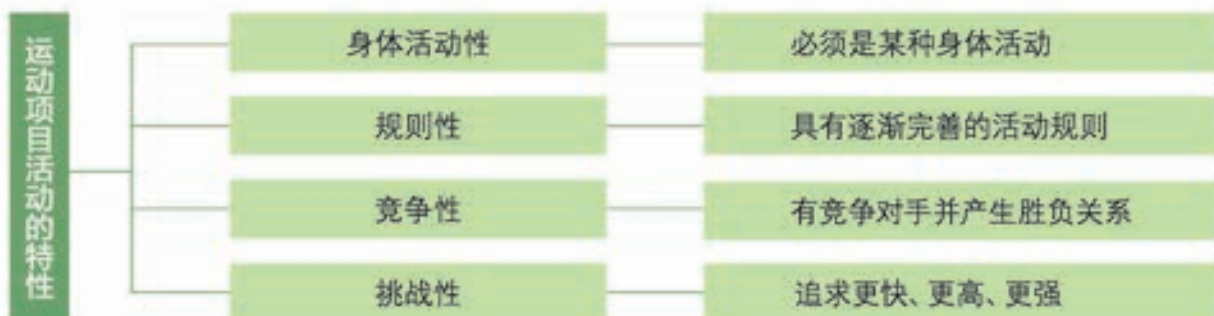 运动项目活动的特性
身体活动性
必须是某种身体活动
规则性
具有逐渐完善的活动规则
竞争性
有竞争对手并产生胜负关系
挑战性
追求更快、更高、更强